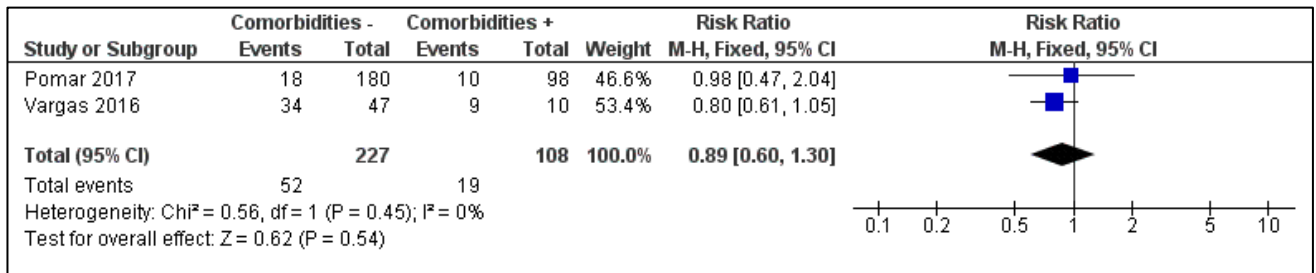 Comorbidities - Comorbidities + Risk Ratio Risk Ratio
Study or Subgroup Events Total Events Total Weight M-H, Fixed, 95% CI M-H, Fixed, 95% CI
Pomar 2017 18 180 10 98 46.6% 0.98 [0.47, 2.04]
Vargas 2016 34 47 9 10 53.4% 0.80 [0.61, 1.05]
Total (95% CI) 227 108 100.0% 0.89 [0.60, 1.30]
Total events 52 19
Heterogeneity: Chi² = 0.56, df = 1 (P = 0.45); I² = 0%
Test for overall effect: Z = 0.62 (P = 0.54)
0.1 0.2 0.5 1 2 5 10